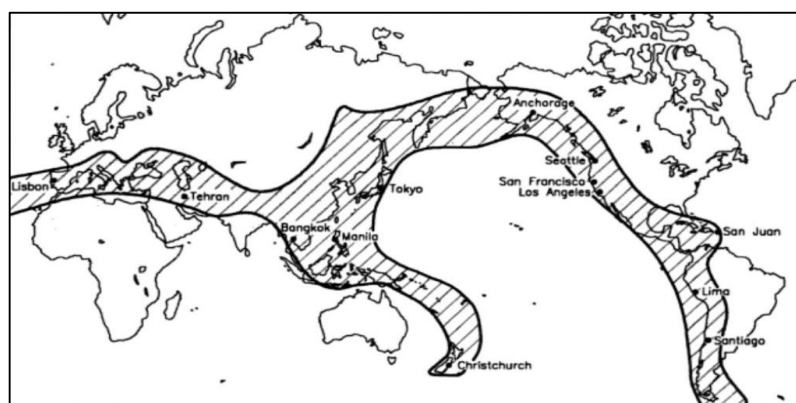 Anchorage
Seattle
San Francisco
Los Angeles
Lisbon
Tehran
Tokyo
Bangkok
Manila
San Juan
Lima
Santiago
Christchurch